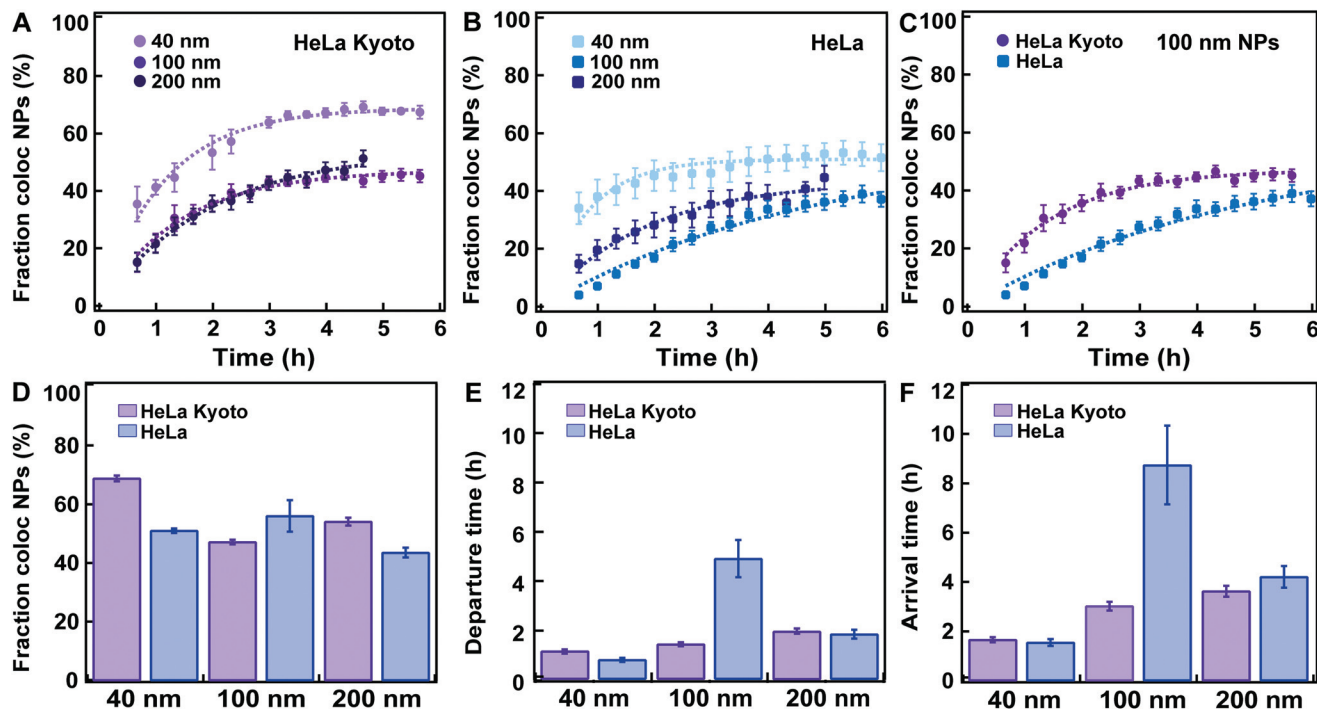 A
HeLa Kyoto
40 nm
100 nm
200 nm
Fraction coloc NPs (%)
100
80
60
40
20
0
0 1 2 3 4 5 6
Time (h)
B
HeLa
40 nm
100 nm
200 nm
Fraction coloc NPs (%)
100
80
60
40
20
0
0 1 2 3 4 5 6
Time (h)
C
HeLa Kyoto
HeLa
100 nm NPs
Fraction coloc NPs (%)
100
80
60
40
20
0
0 1 2 3 4 5 6
Time (h)
D
HeLa Kyoto
HeLa
Fraction coloc NPs (%)
100
80
60
40
20
0
40 nm 100 nm 200 nm
E
HeLa Kyoto
HeLa
Departure time (h)
12
10
8
6
4
2
0
40 nm 100 nm 200 nm
F
HeLa Kyoto
HeLa
Arrival time (h)
12
10
8
6
4
2
0
40 nm 100 nm 200 nm